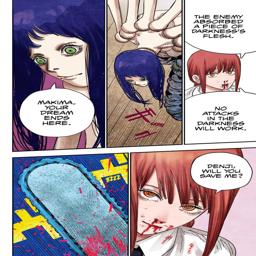 MAKIMA,
YOUR
DREAM
ENDS
HERE.
THE ENEMY
ABSORBED
A PIECE OF
DARKNESS'S
FLESH.
NO
ATTACKS
IN THE
DARKNESS
WILL WORK.
DENJI,
WILL YOU
SAVE ME?